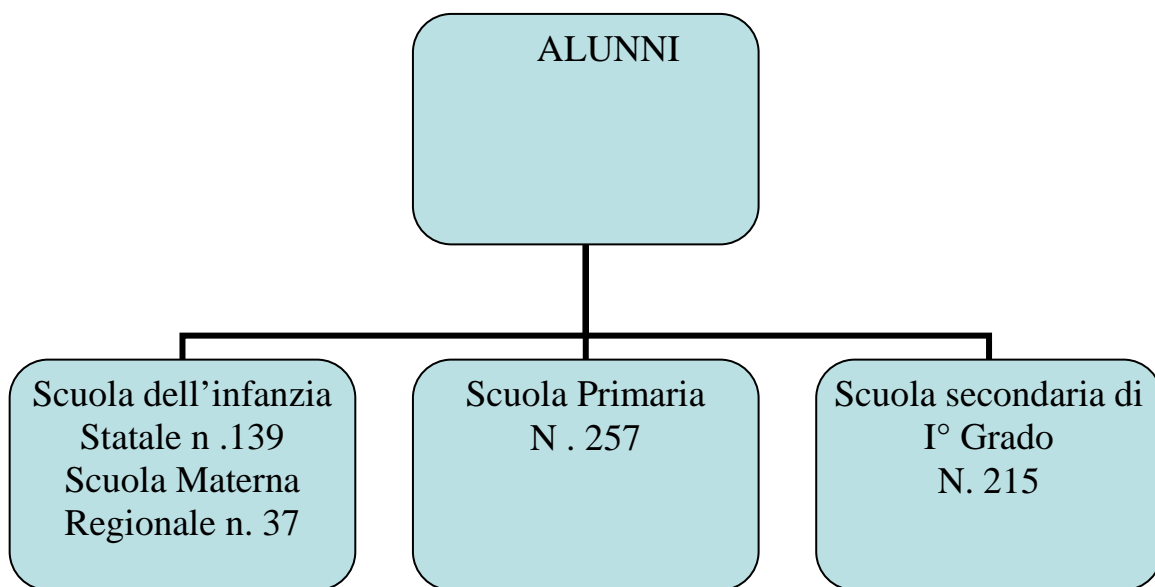 ALUNNI
Scuola dell’infanzia
Statale n .139
Scuola Materna
Regionale n. 37
Scuola Primaria
N . 257
Scuola secondaria di
I° Grado
N. 215